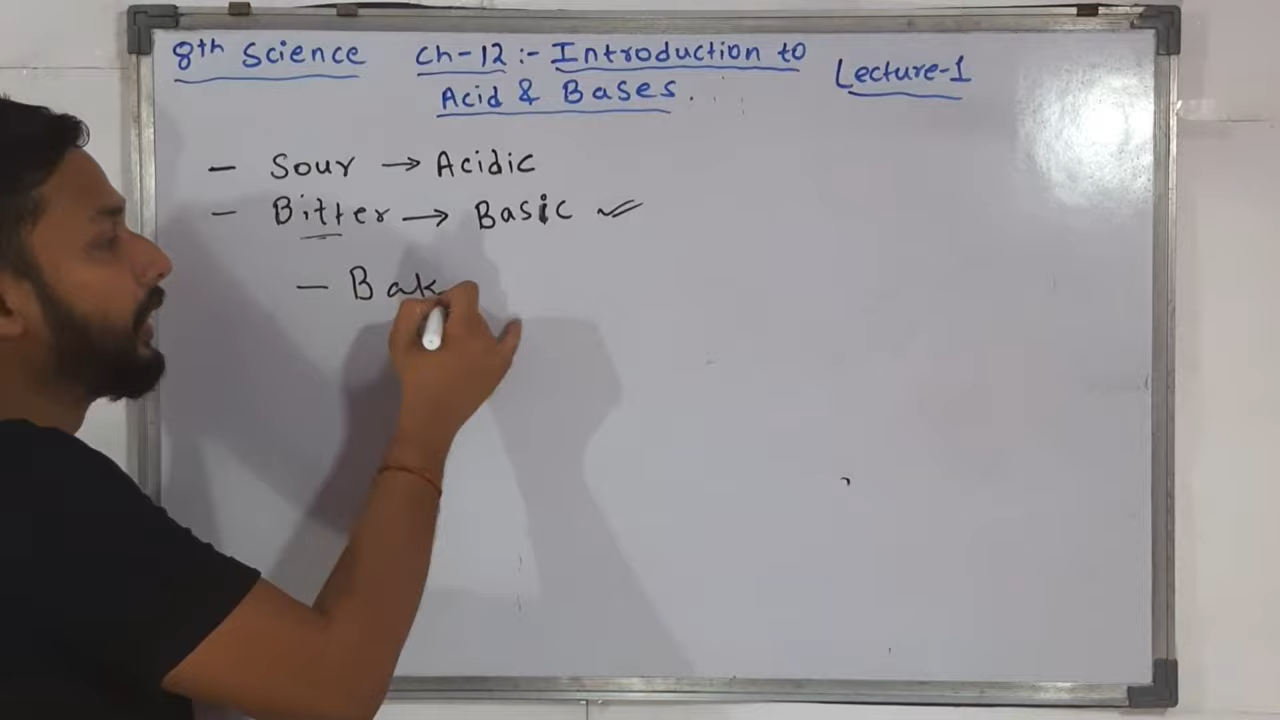 8th Science Ch-12:- Introduction to Lecture-1
Acid & Bases.
- Sour → Acidic
- Bitter → Basic ✓
- Bak